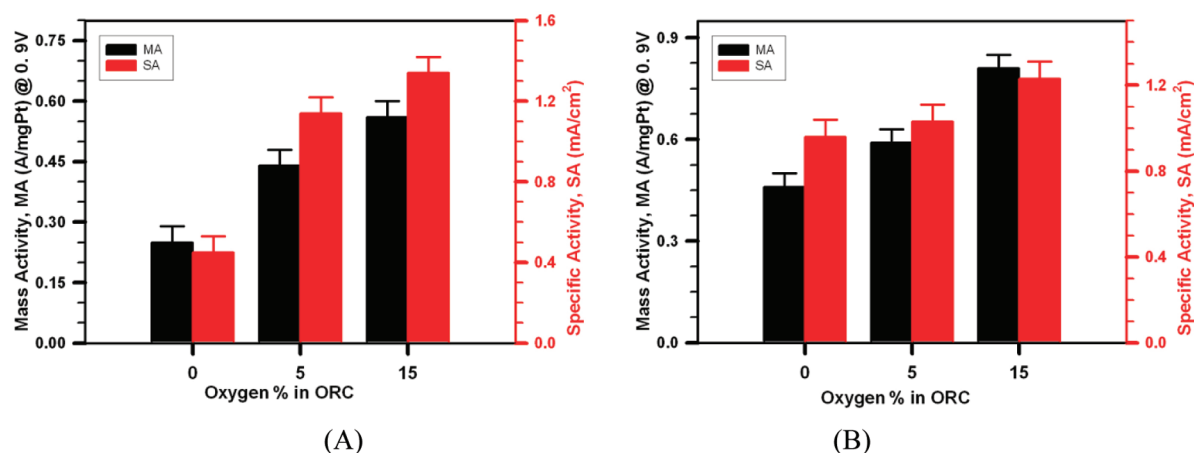 Mass Activity, MA (A/mgPt) @ 0. 9V
0.75
0.60
0.45
0.30
0.15
0.00
MA
SA
1.6
1.2
0.8
0.4
0.0
Specific Activity, SA (mA/cm²)
0 5 15
Oxygen % in ORC
(A)
Mass Activity, MA (A/mgPt) @ 0. 9V
0.9
0.6
0.3
0.0
MA
SA
1.2
0.8
0.4
0.0
Specific Activity, SA (mA/cm²)
0 5 15
Oxygen % in ORC
(B)